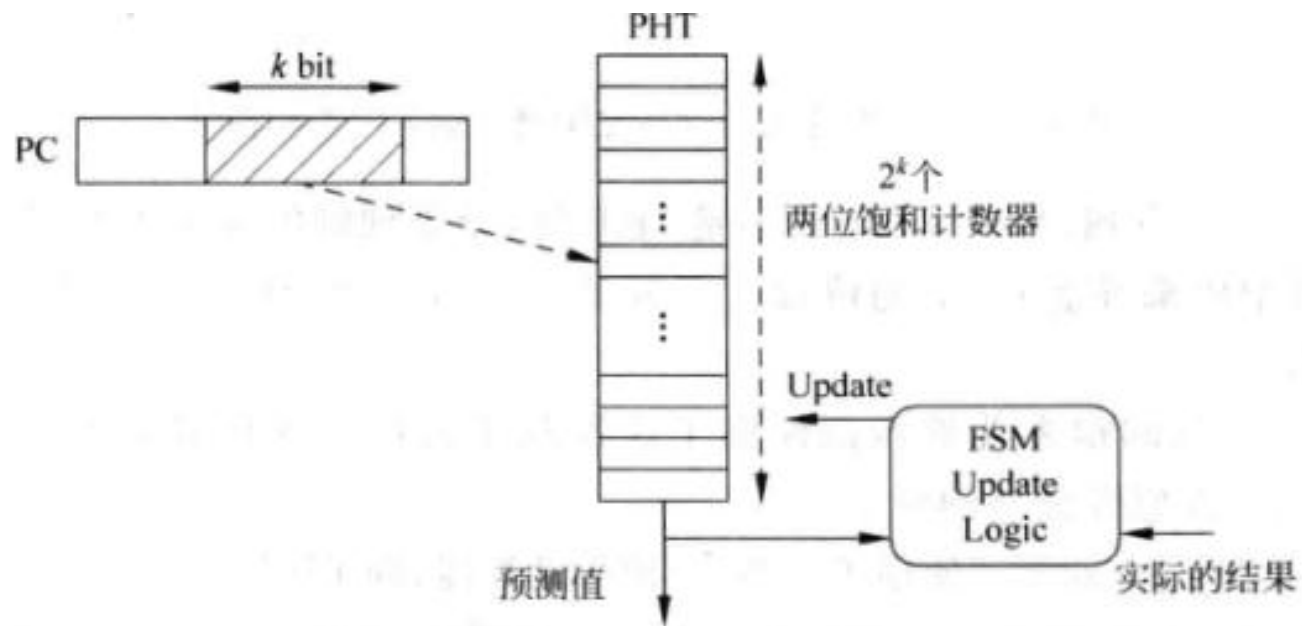 PHT
k bit
PC
2^k个
两位饱和计数器
⋮
⋮
Update
FSM
Update
Logic
预测值
实际的结果